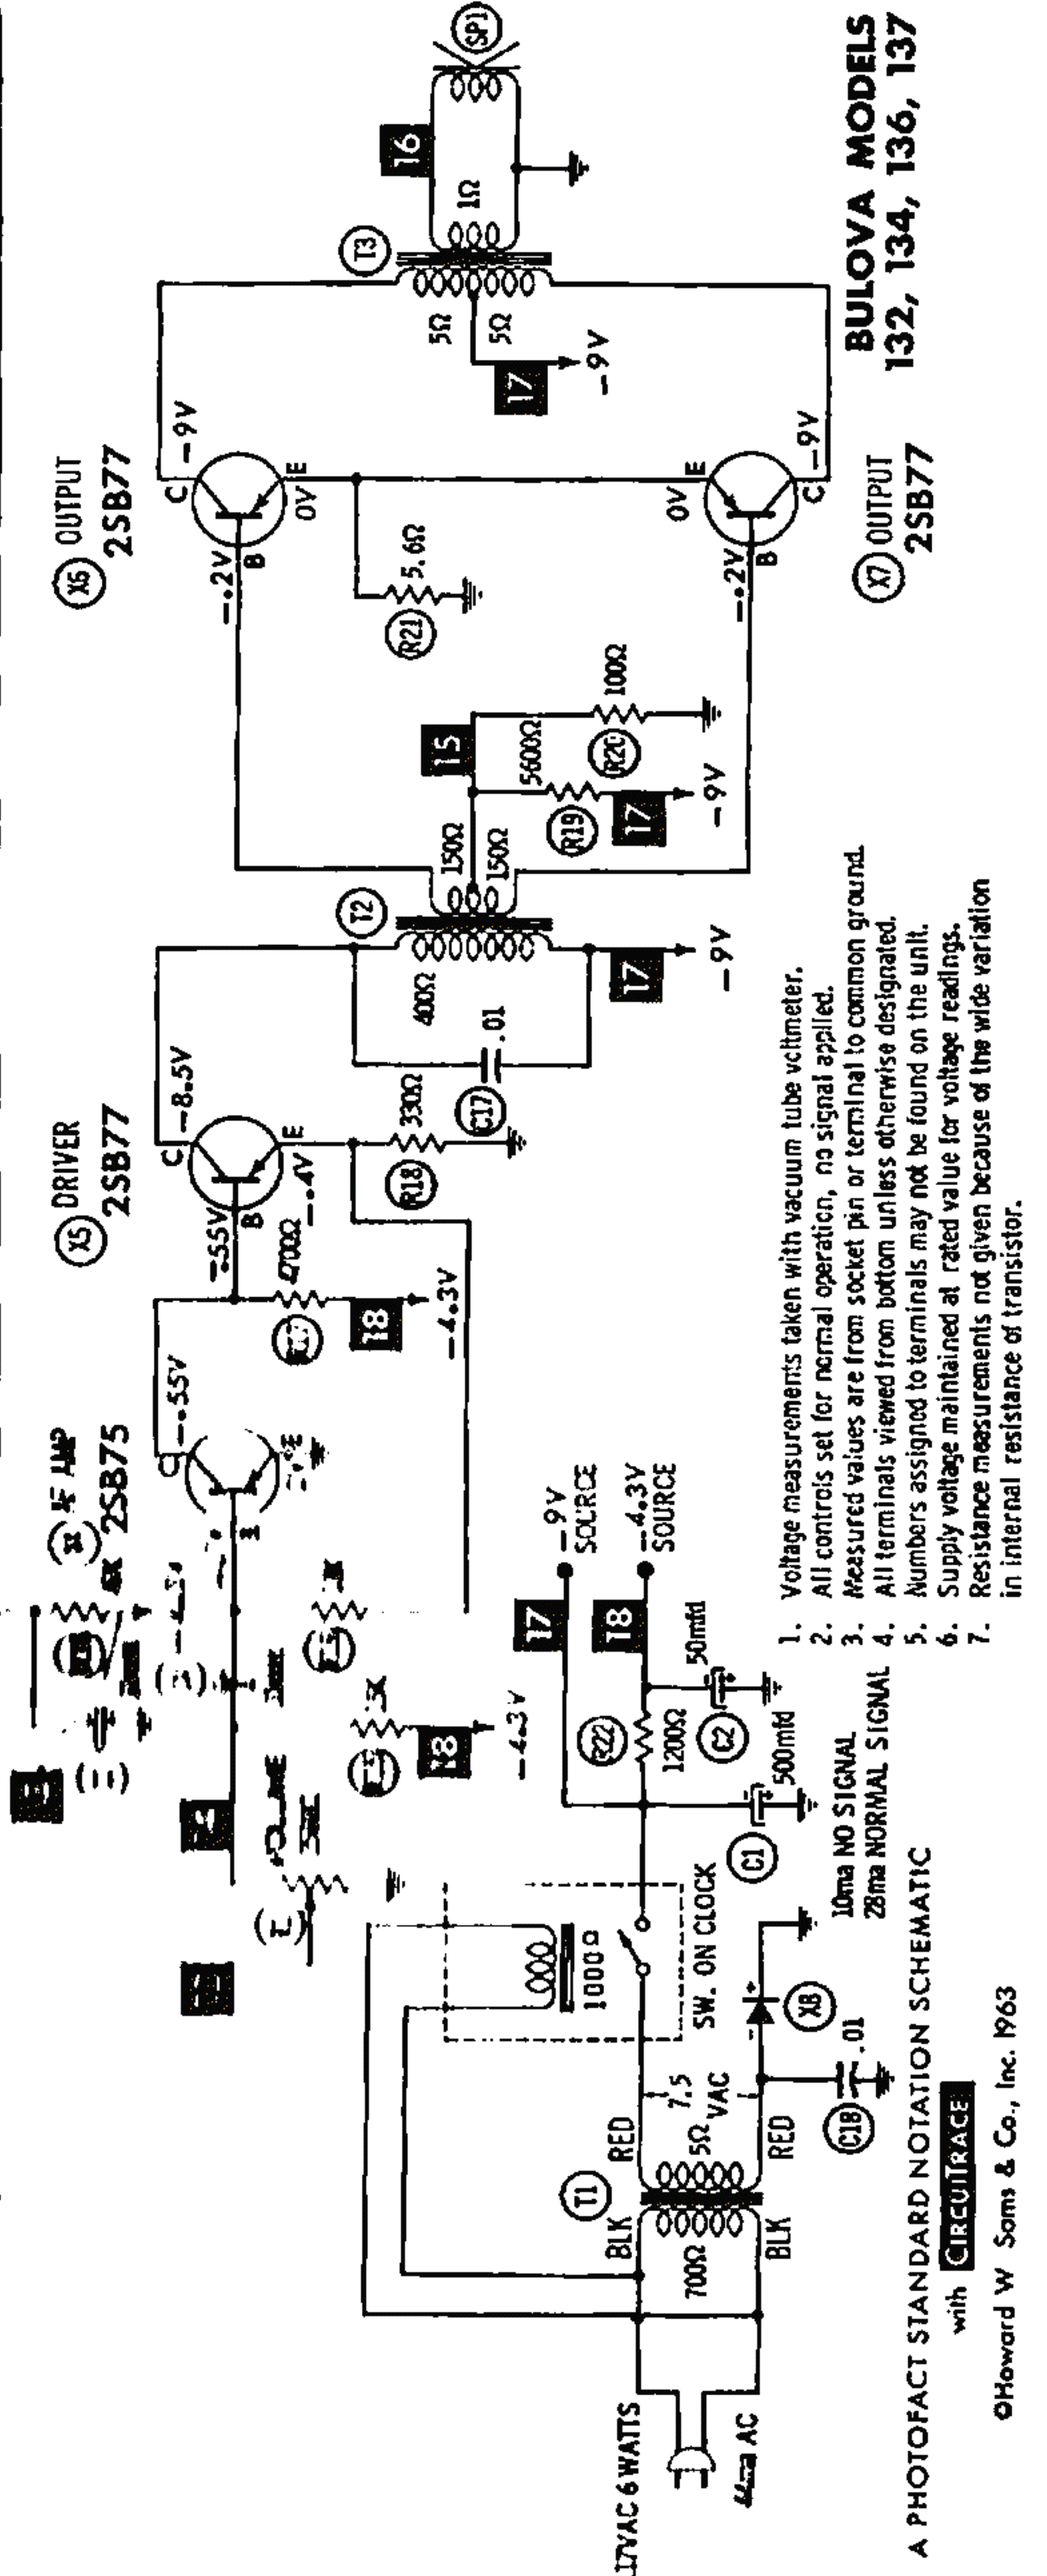 X6 OUTPUT
2SB77
X5 DRIVER
2SB77
AMP
2SB75
C
-9V
-.2V
B
E
0V
C
-8.5V
-.55V
B
E
-.4V
-.55V
4700Ω
18
-4.3V
R18
330Ω
C17
.01
400Ω
T2
150Ω
150Ω
17
-9V
15
5600Ω
R19
17
-9V
R20
100Ω
R21
5.6Ω
T3
5Ω
5Ω
17
-9V
1Ω
16
SP1
0V
E
-.2V
B
C
-9V
X7 OUTPUT
2SB77
18
-4.3V
17
-9V
SOURCE
18
-4.3V
SOURCE
R22
1200Ω
C2
50mfd
C1
500mfd
10ma NO SIGNAL
28ma NORMAL SIGNAL
1000Ω
SW. ON CLOCK
X8
-
+
C18
.01
7.5
VAC
RED
5Ω
RED
T1
BLK
700Ω
BLK
17VAC 6 WATTS
AC
1. Voltage measurements taken with vacuum tube voltmeter.
2. All controls set for normal operation, no signal applied.
3. Measured values are from socket pin or terminal to common ground.
4. All terminals viewed from bottom unless otherwise designated.
5. Numbers assigned to terminals may not be found on the unit.
6. Supply voltage maintained at rated value for voltage readings.
7. Resistance measurements not given because of the wide variation
in internal resistance of transistor.
BULOVA MODELS
132, 134, 136, 137
A PHOTOFACT STANDARD NOTATION SCHEMATIC
with CIRCUITRACE
©Howard W Sams & Co., Inc. 1963